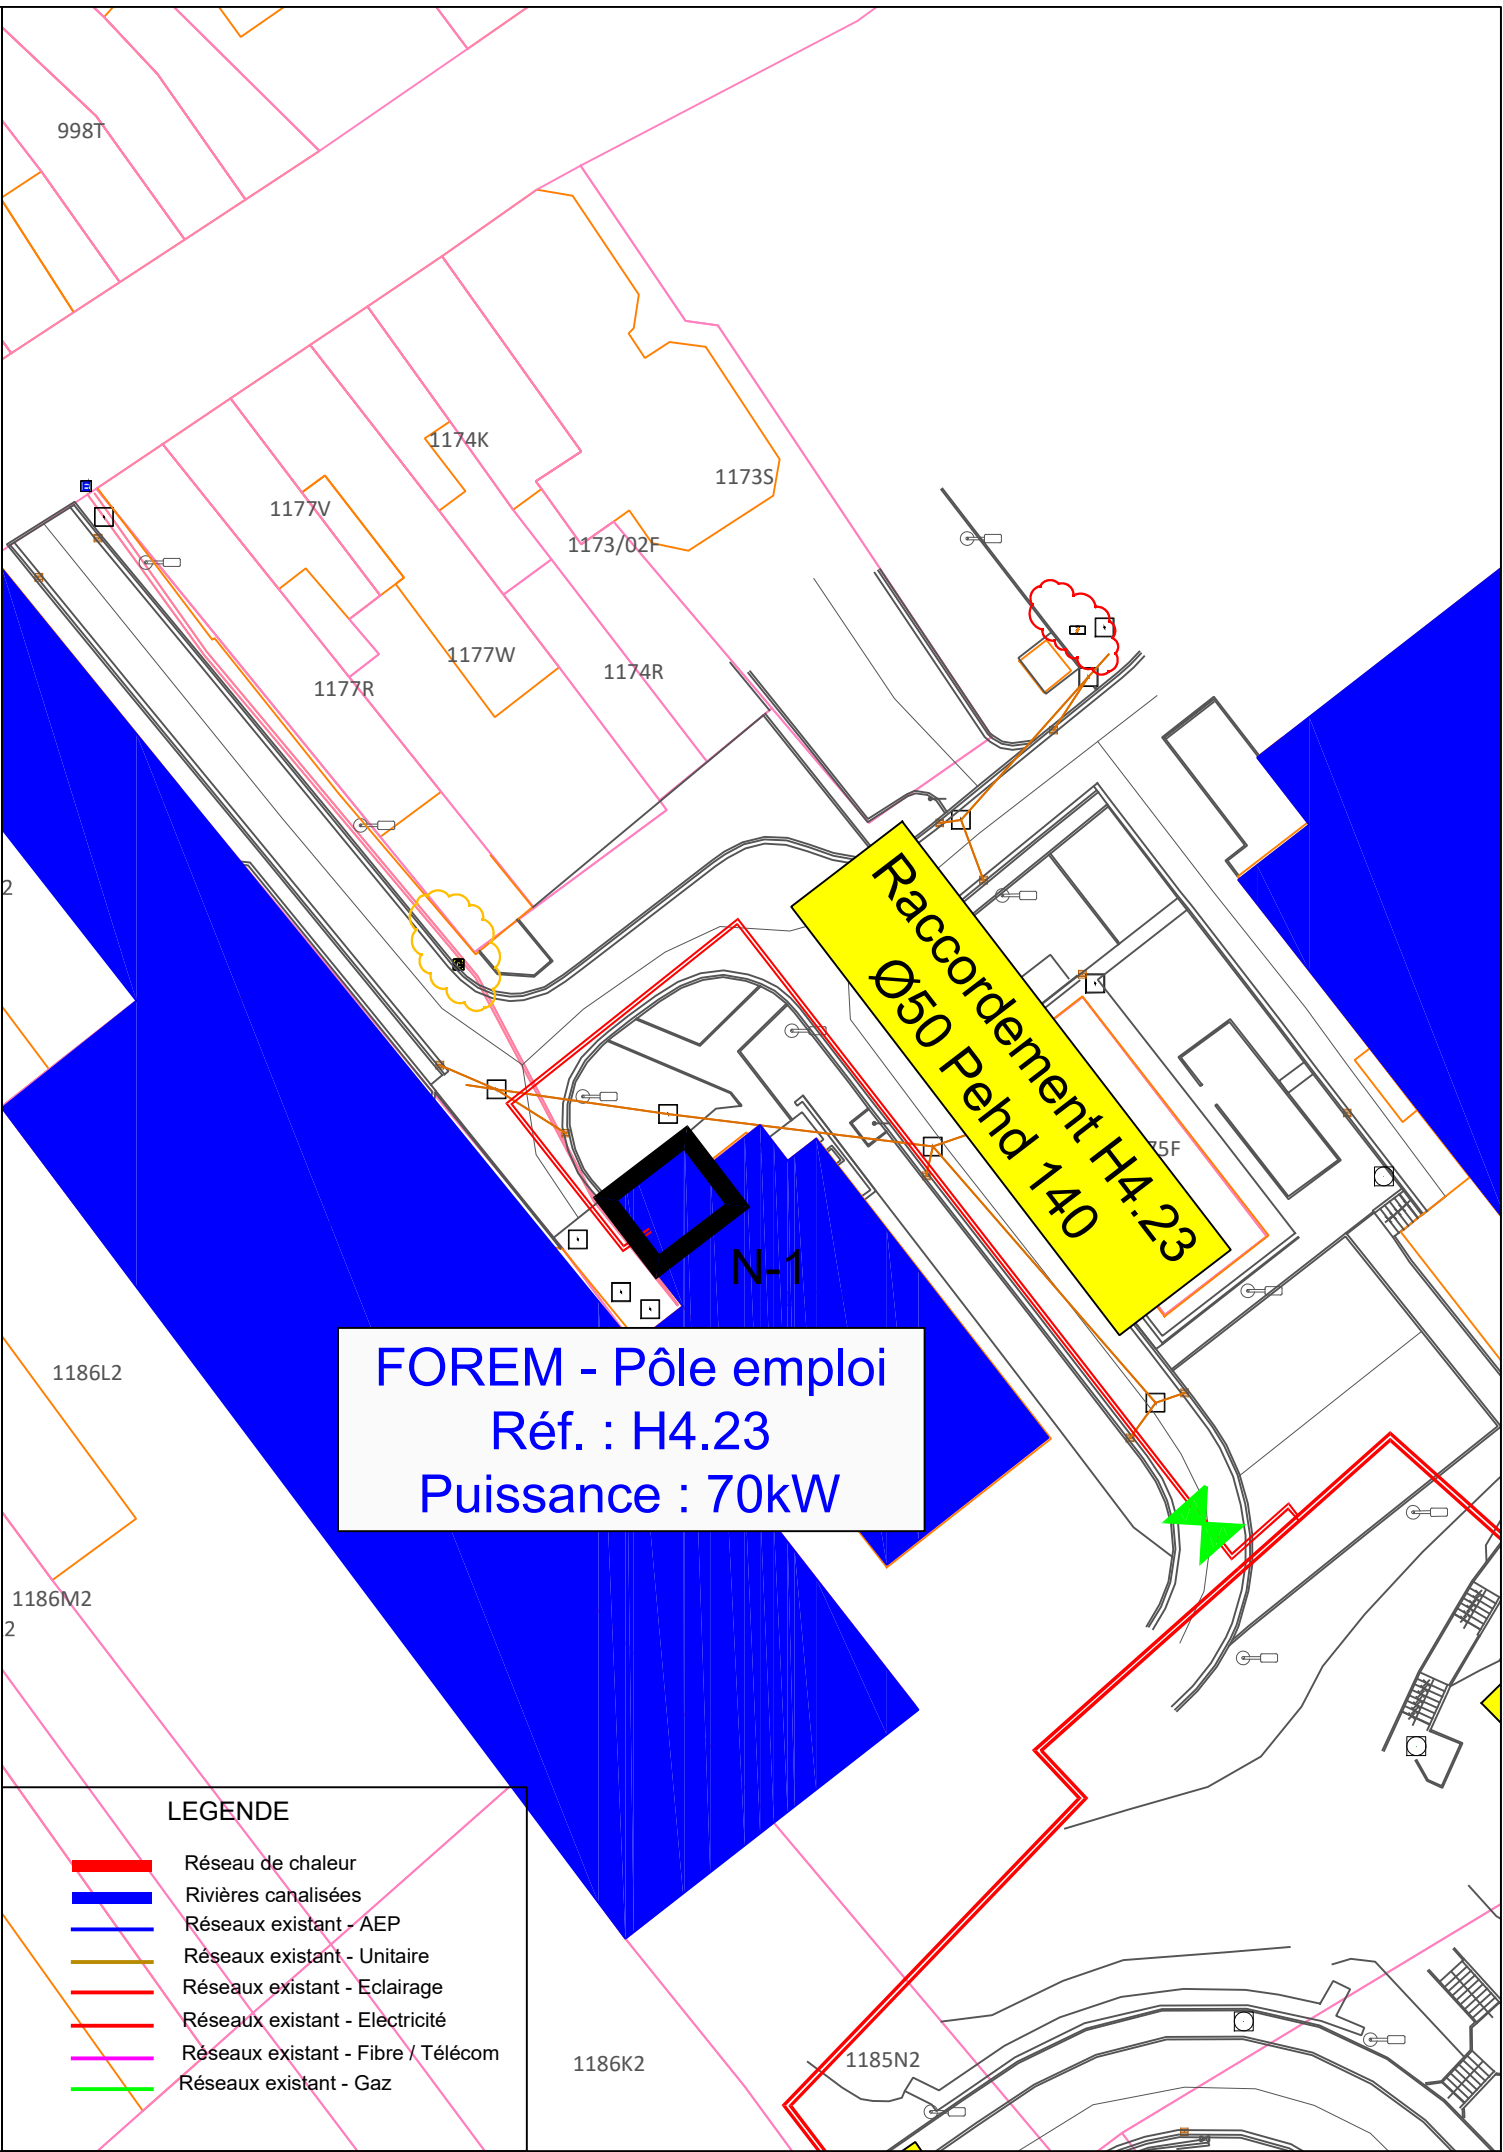 998T
1174K
1173S
1177V
1173/02F
1177W
1174R
1177R
2
Raccordement H4.23
Ø50 Pehd 140
75F
N-1
FOREM - Pôle emploi
Réf. : H4.23
Puissance : 70kW
1186L2
1186M2
2
LEGENDE
Réseau de chaleur
Rivières canalisées
Réseaux existant - AEP
Réseaux existant - Unitaire
Réseaux existant - Eclairage
Réseaux existant - Electricité
Réseaux existant - Fibre / Télécom
Réseaux existant - Gaz
1186K2
1185N2